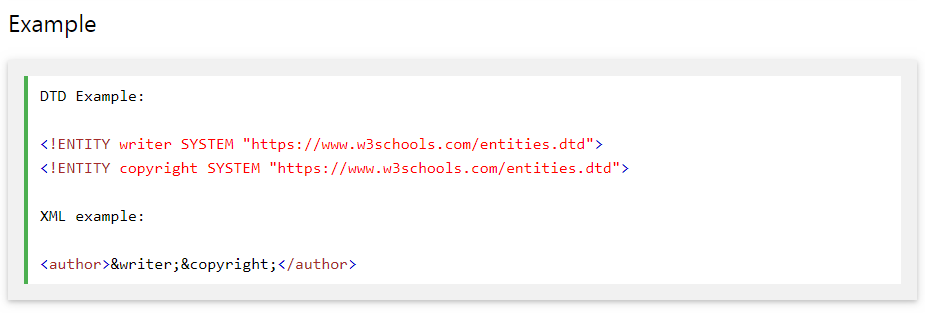 Example
DTD Example:
<!ENTITY writer SYSTEM "https://www.w3schools.com/entities.dtd">
<!ENTITY copyright SYSTEM "https://www.w3schools.com/entities.dtd">
XML example:
<author>&writer;&copyright;</author>